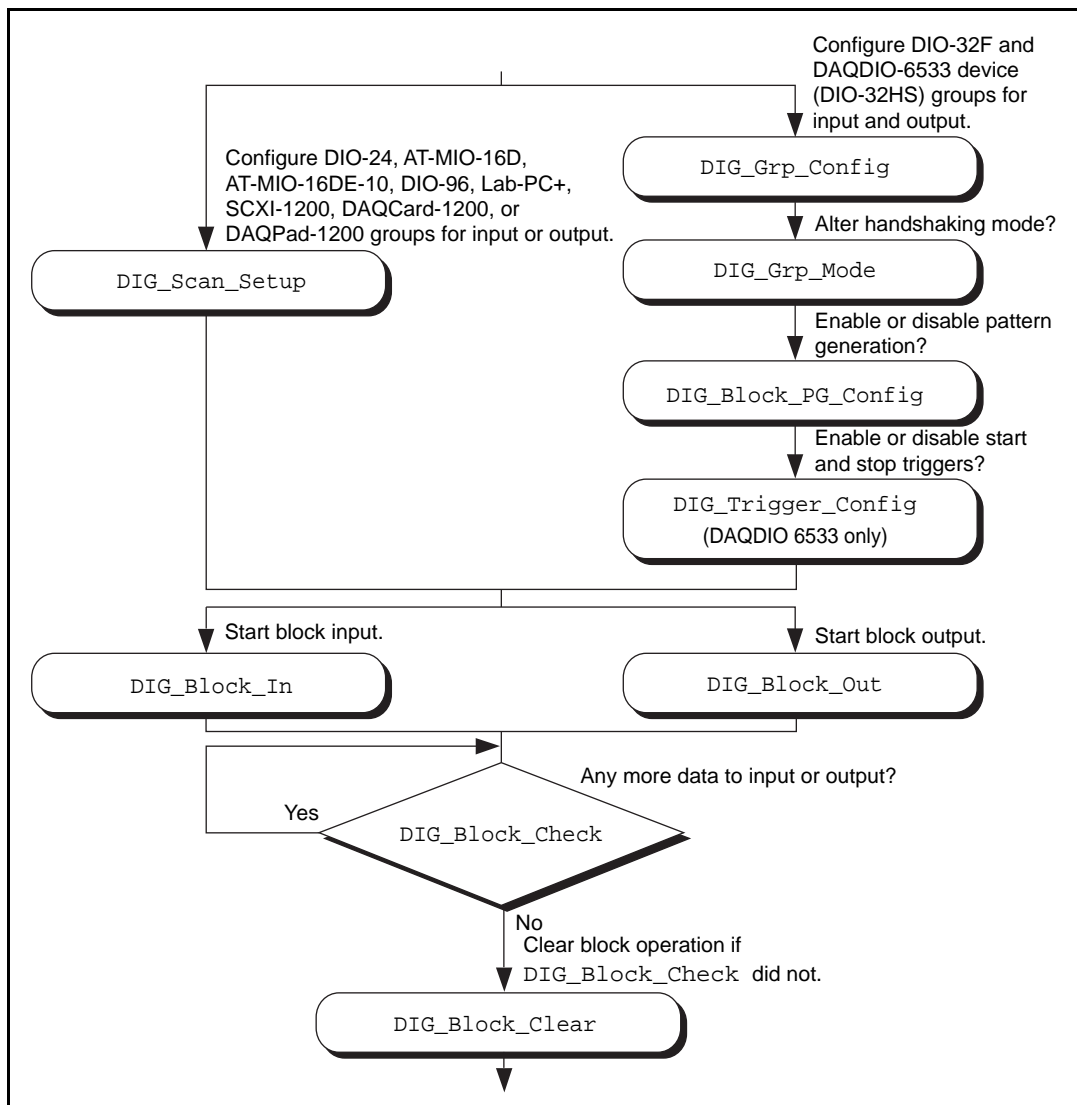 Configure DIO-32F and
DAQDIO-6533 device
(DIO-32HS) groups for
input and output.
DIG_Grp_Config
Configure DIO-24, AT-MIO-16D,
AT-MIO-16DE-10, DIO-96, Lab-PC+,
SCXI-1200, DAQCard-1200, or
DAQPad-1200 groups for input or output.
DIG_Scan_Setup
Alter handshaking mode?
DIG_Grp_Mode
Enable or disable pattern
generation?
DIG_Block_PG_Config
Enable or disable start
and stop triggers?
DIG_Trigger_Config
(DAQDIO 6533 only)
Start block input.
DIG_Block_In
Start block output.
DIG_Block_Out
Any more data to input or output?
Yes
DIG_Block_Check
No
Clear block operation if
DIG_Block_Check did not.
DIG_Block_Clear